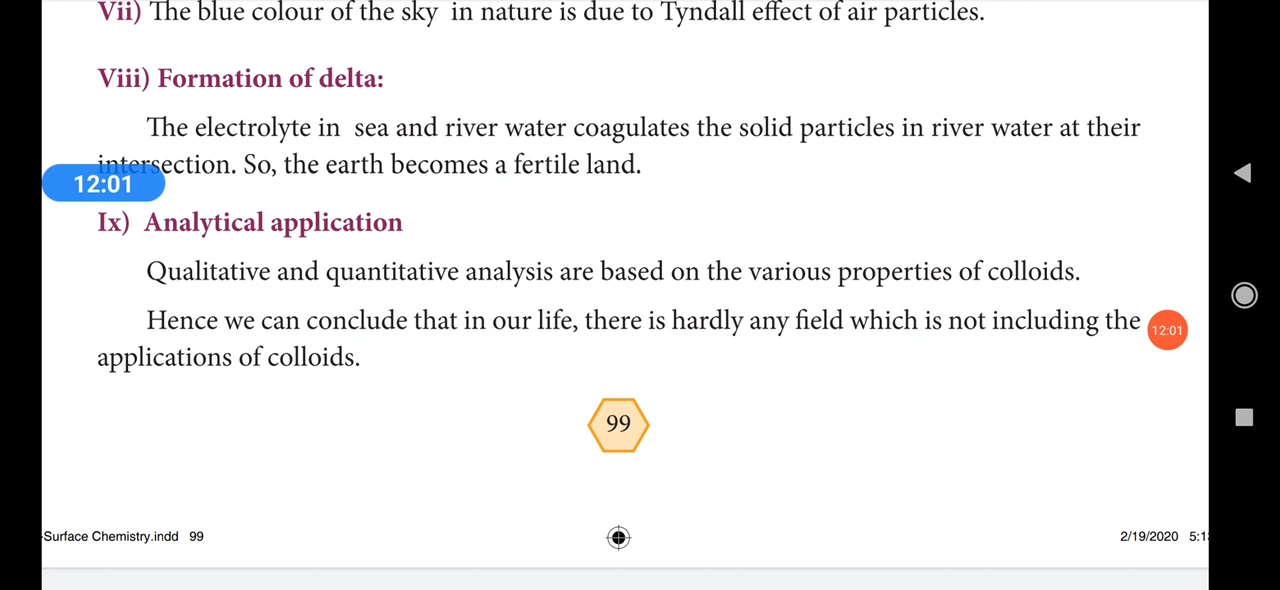 Vii) The blue colour of the sky in nature is due to Tyndall effect of air particles.
Viii) Formation of delta:
The electrolyte in sea and river water coagulates the solid particles in river water at their
intersection. So, the earth becomes a fertile land.
12:01
Ix) Analytical application
Qualitative and quantitative analysis are based on the various properties of colloids.
Hence we can conclude that in our life, there is hardly any field which is not including the
12:01
applications of colloids.
99
-Surface Chemistry.indd 99
2/19/2020 5:1